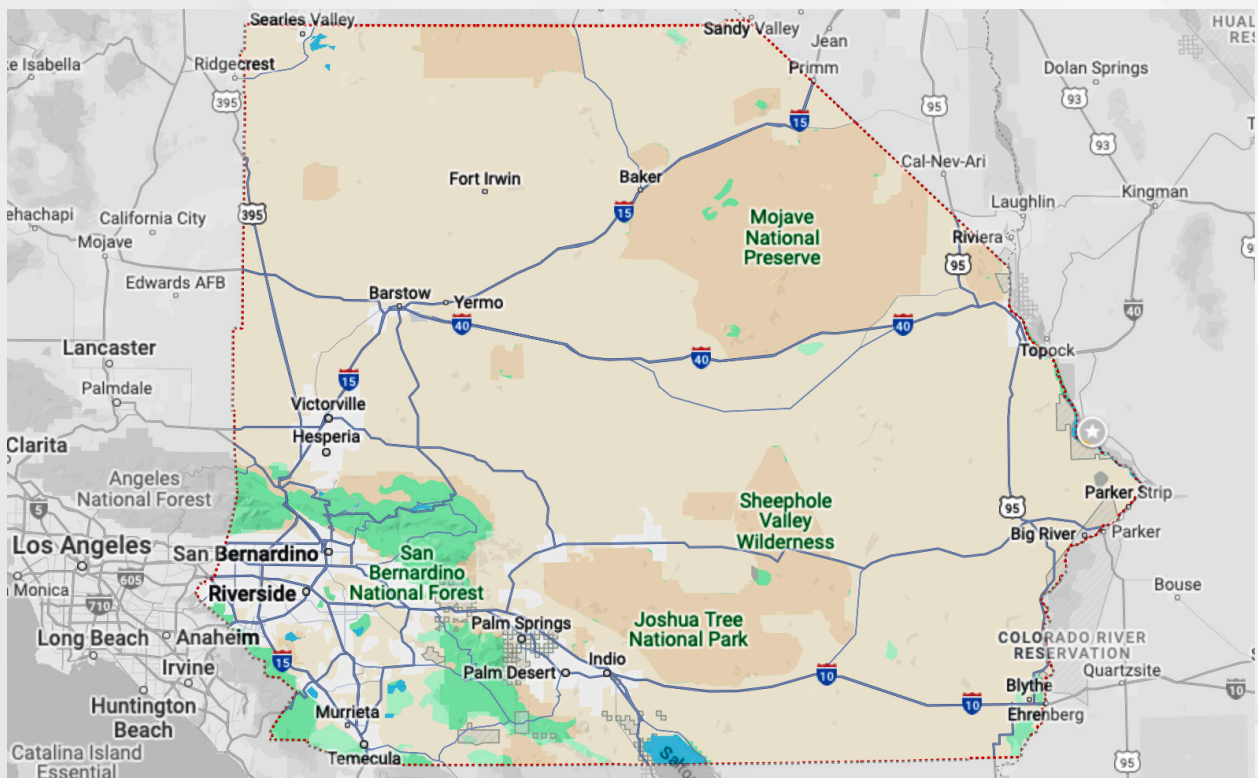 Searles Valley
Sandy Valley
HUAL
RES
Jean
Primm
ke Isabella
Ridgecrest
Dolan Springs
395
95
93
15
93
Cal-Nev-Ari
Fort Irwin
Baker
Kingman
Laughlin
ehachapi
California City
395
15
Mojave
National
Preserve
Mojave
Riviera
95
Edwards AFB
Barstow
Yermo
40
40
40
40
Lancaster
Topock
Palmdale
15
Victorville
Hesperia
Clarita
Angeles
National Forest
Sheephole
Valley
Wilderness
Parker Strip
5
95
Big River
Parker
Los Angeles
San Bernardino
San
Bernardino
National Forest
605
n Monica
Riverside
710
Bouse
Palm Springs
Joshua Tree
National Park
Long Beach
Anaheim
COLORADO RIVER
RESERVATION
Irvine
15
Palm Desert
Indio
10
Quartzsite
10
Blythe
10
Ehrenberg
Huntington
Beach
Murrieta
Temecula
Catalina Island
Essential
95